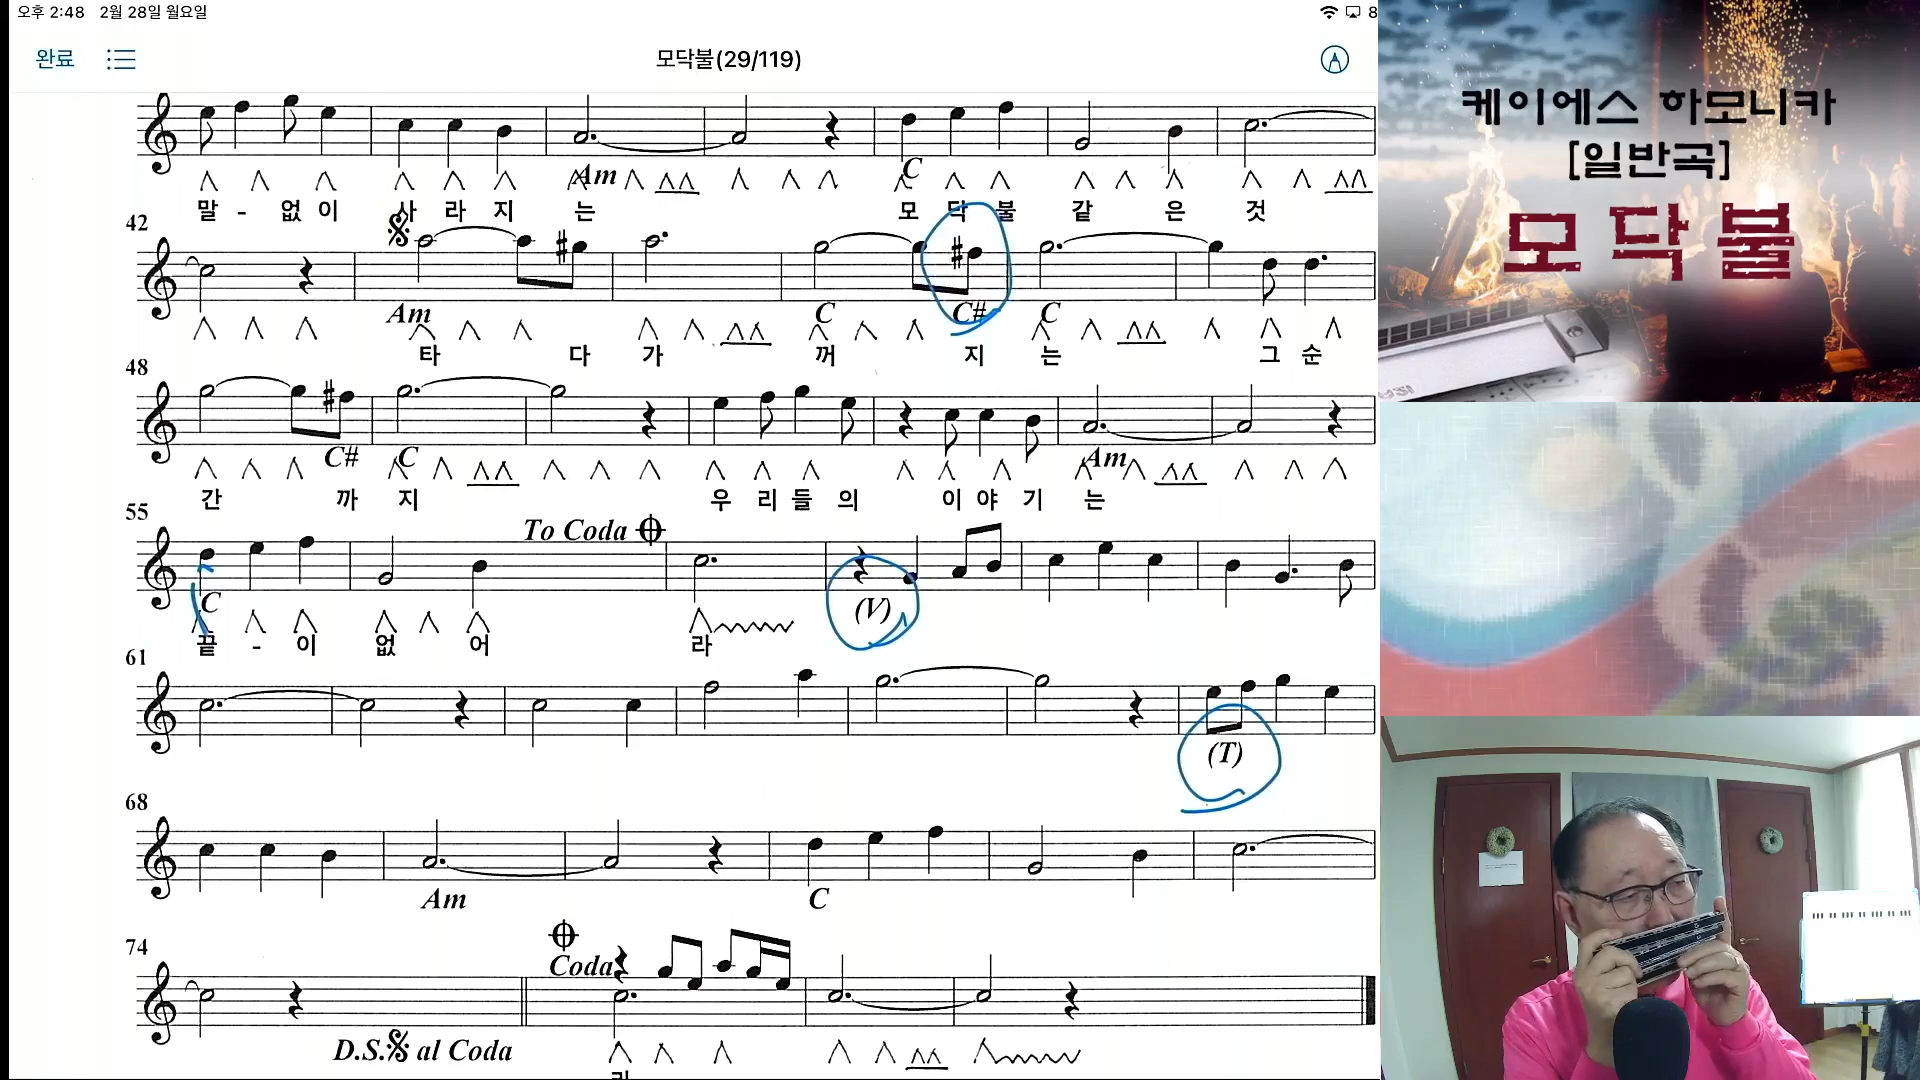 오후 2:48 2월 28일 월요일
8
완료
모닥불(29/119)
케이에스 하모니카
[일반곡]
모닥불
Am C
말 - 없 이 사 라 지 는 모 닥 불 같 은 것
42
Am C C# C
타 다 가 꺼 지 는 그 순
48
C# C Am
간 까 지 우 리 들 의 이 야 기 는
55
To Coda
C (V)
끝 - 이 없 어 라
61
(T)
68
Am C
74
Coda
D.S. al Coda